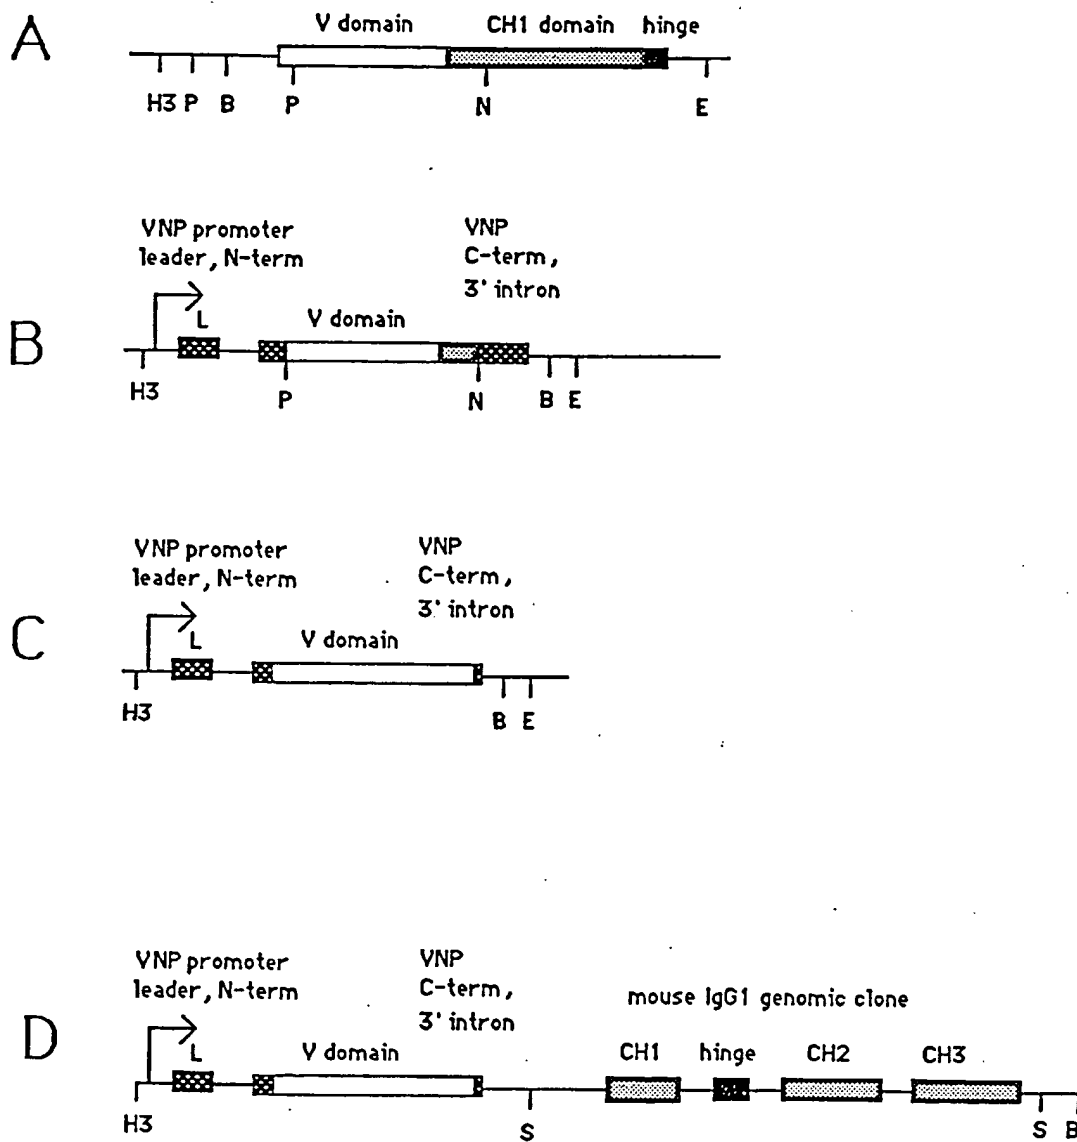 A
V domain CH1 domain hinge
H3 P B P N E
B
VNP promoter
leader, N-term
VNP
C-term,
3' intron
L
V domain
H3 P N B E
C
VNP promoter
leader, N-term
VNP
C-term,
3' intron
L
V domain
H3 B E
D
VNP promoter
leader, N-term
VNP
C-term,
3' intron
mouse IgG1 genomic clone
L
V domain
CH1 hinge CH2 CH3
H3 S S B